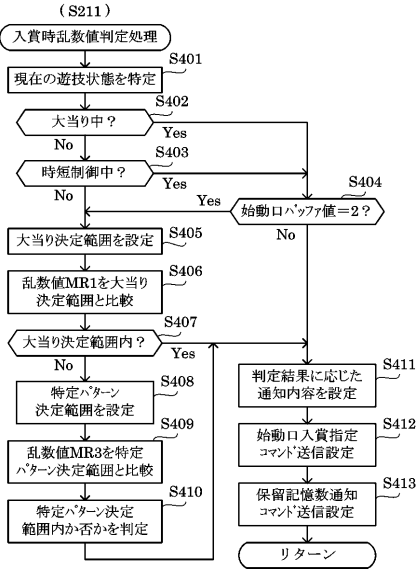 (S211)
入賞時乱数値判定処理
S401
現在の遊技状態を特定
S402
大当り中？
Yes
No
S403
時短制御中？
Yes
No
S404
始動口バッファ値＝2？
Yes
No
S405
大当り決定範囲を設定
S406
乱数値MR1を大当り
決定範囲と比較
S407
大当り決定範囲内？
Yes
No
S408
特定パターン
決定範囲を設定
S409
乱数値MR3を特定
パターン決定範囲と比較
S410
特定パターン決定
範囲内か否かを判定
S411
判定結果に応じた
通知内容を設定
S412
始動口入賞指定
コマンド送信設定
S413
保留記憶数通知
コマンド送信設定
リターン